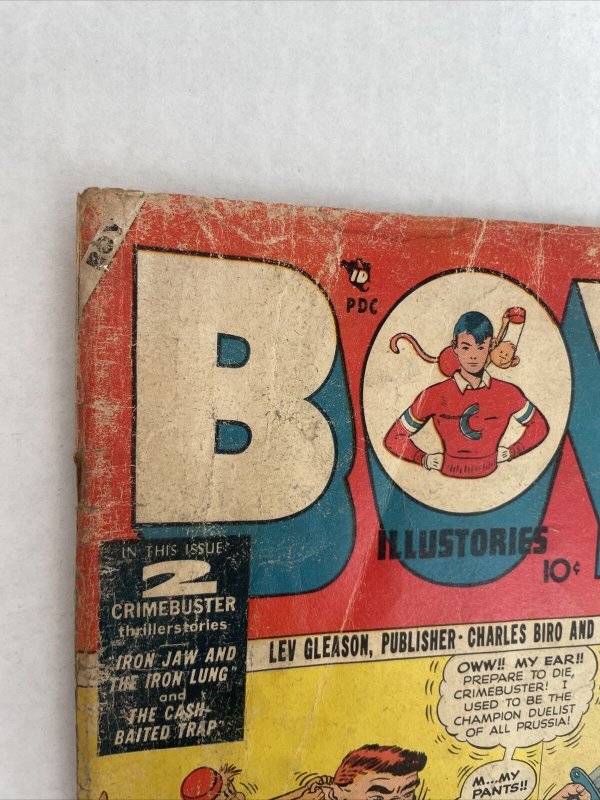 BOY
PDC
C
ILLUSTORIES
10¢
IN THIS ISSUE
2
CRIMEBUSTER
thrillerstories
"IRON JAW AND
THE IRON LUNG"
and
"THE CASH-
BAITED TRAP"
LEV GLEASON, PUBLISHER • CHARLES BIRO AND
OWW!! MY EAR!!
PREPARE TO DIE,
CRIMEBUSTER! I
USED TO BE THE
CHAMPION DUELIST
OF ALL PRUSSIA!
M...MY
PANTS!!